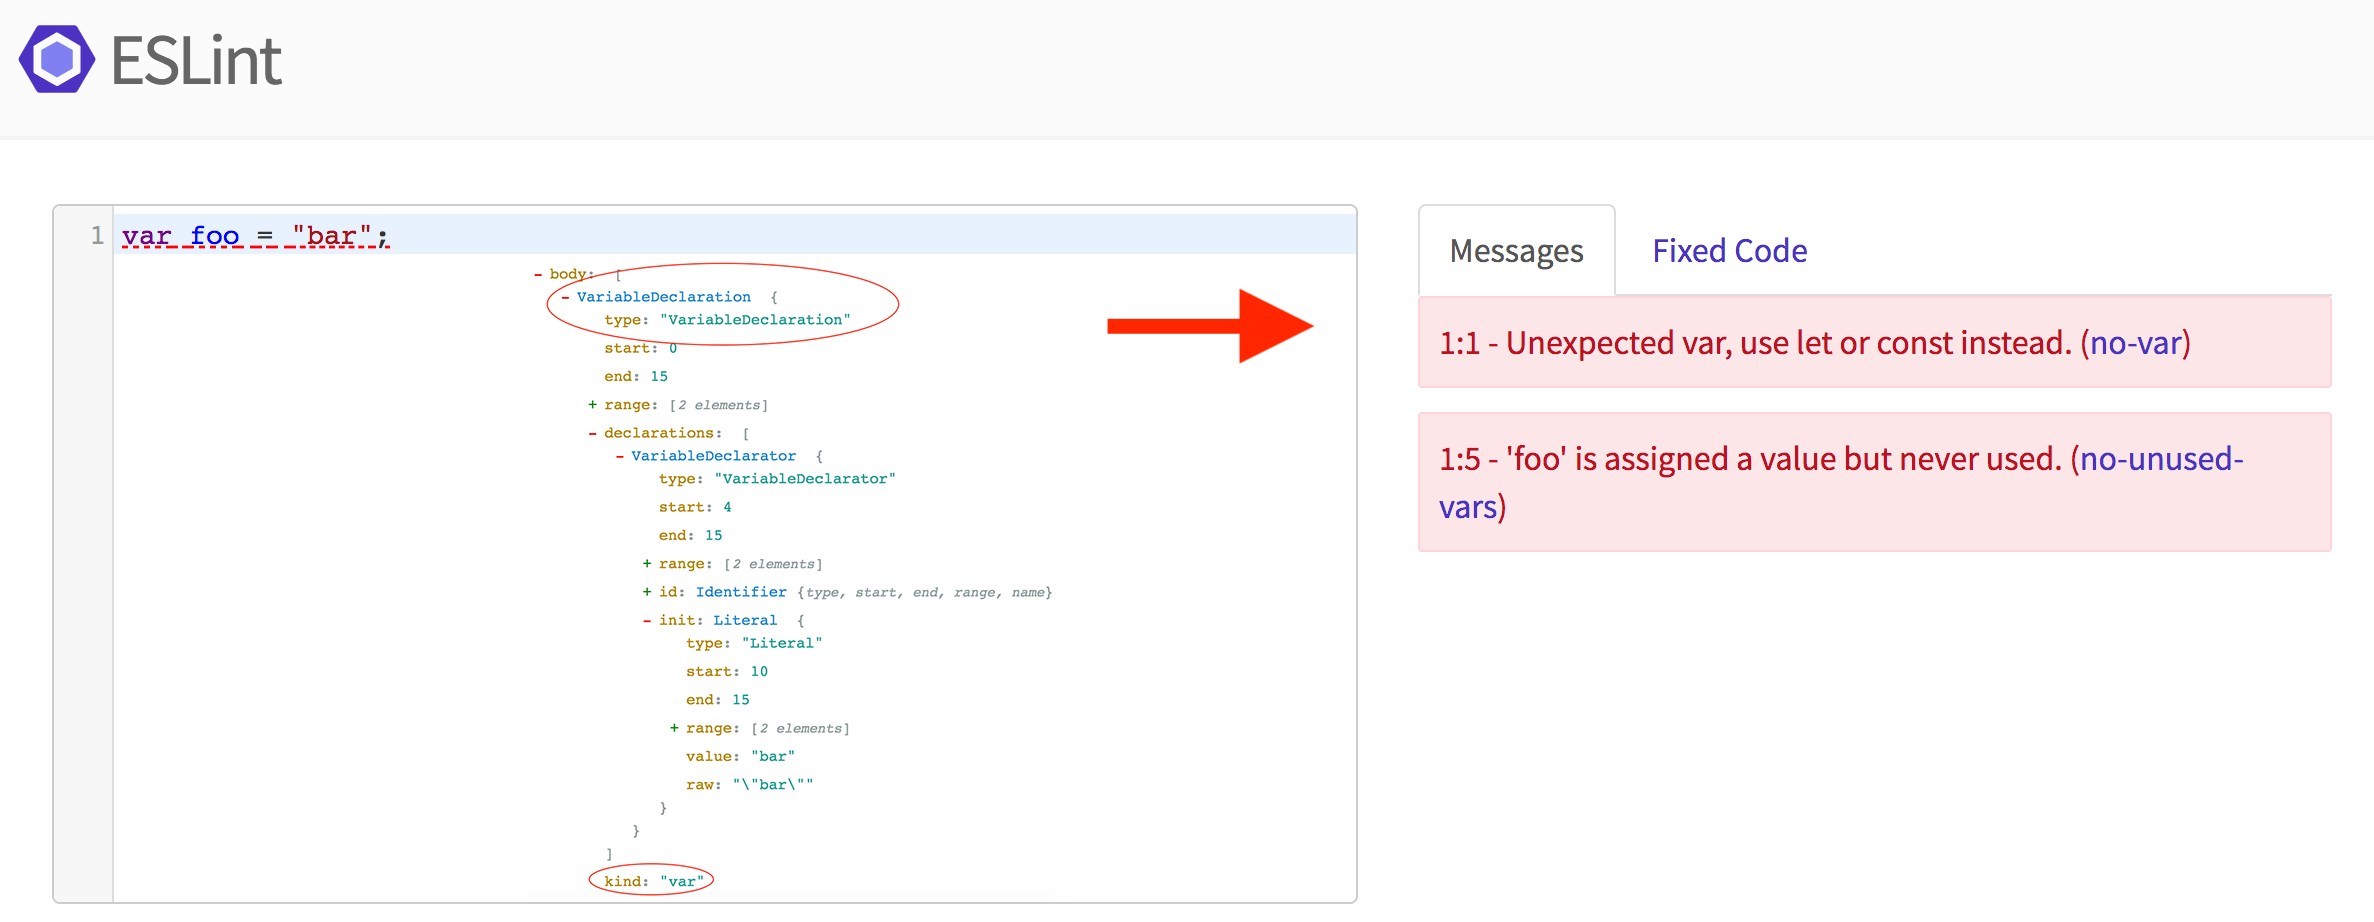 ESLint
1 var foo = "bar";
- body: [
- VariableDeclaration {
type: "VariableDeclaration"
start: 0
end: 15
+ range: [2 elements]
- declarations: [
- VariableDeclarator {
type: "VariableDeclarator"
start: 4
end: 15
+ range: [2 elements]
+ id: Identifier {type, start, end, range, name}
- init: Literal {
type: "Literal"
start: 10
end: 15
+ range: [2 elements]
value: "bar"
raw: "\"bar\""
}
}
]
kind: "var"
Messages Fixed Code
1:1 - Unexpected var, use let or const instead. (no-var)
1:5 - 'foo' is assigned a value but never used. (no-unused-
vars)